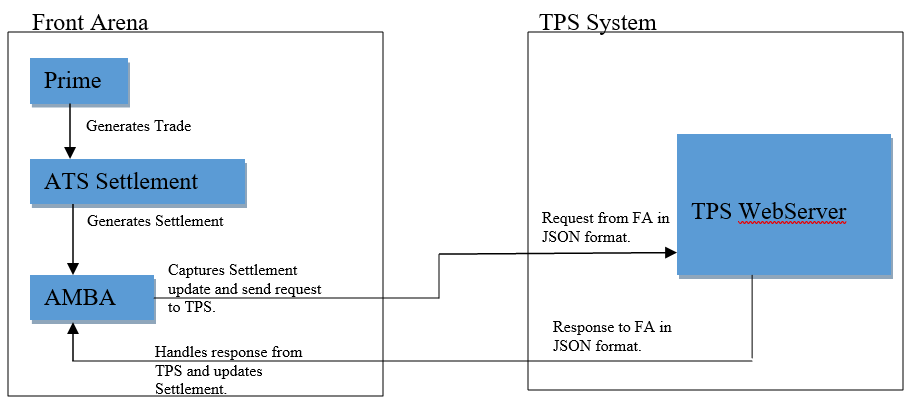 Front Arena
TPS System
Prime
Generates Trade
ATS Settlement
Generates Settlement
AMBA
Captures Settlement
update and send request
to TPS.
Request from FA in
JSON format.
TPS WebServer
Response to FA in
JSON format.
Handles response from
TPS and updates
Settlement.